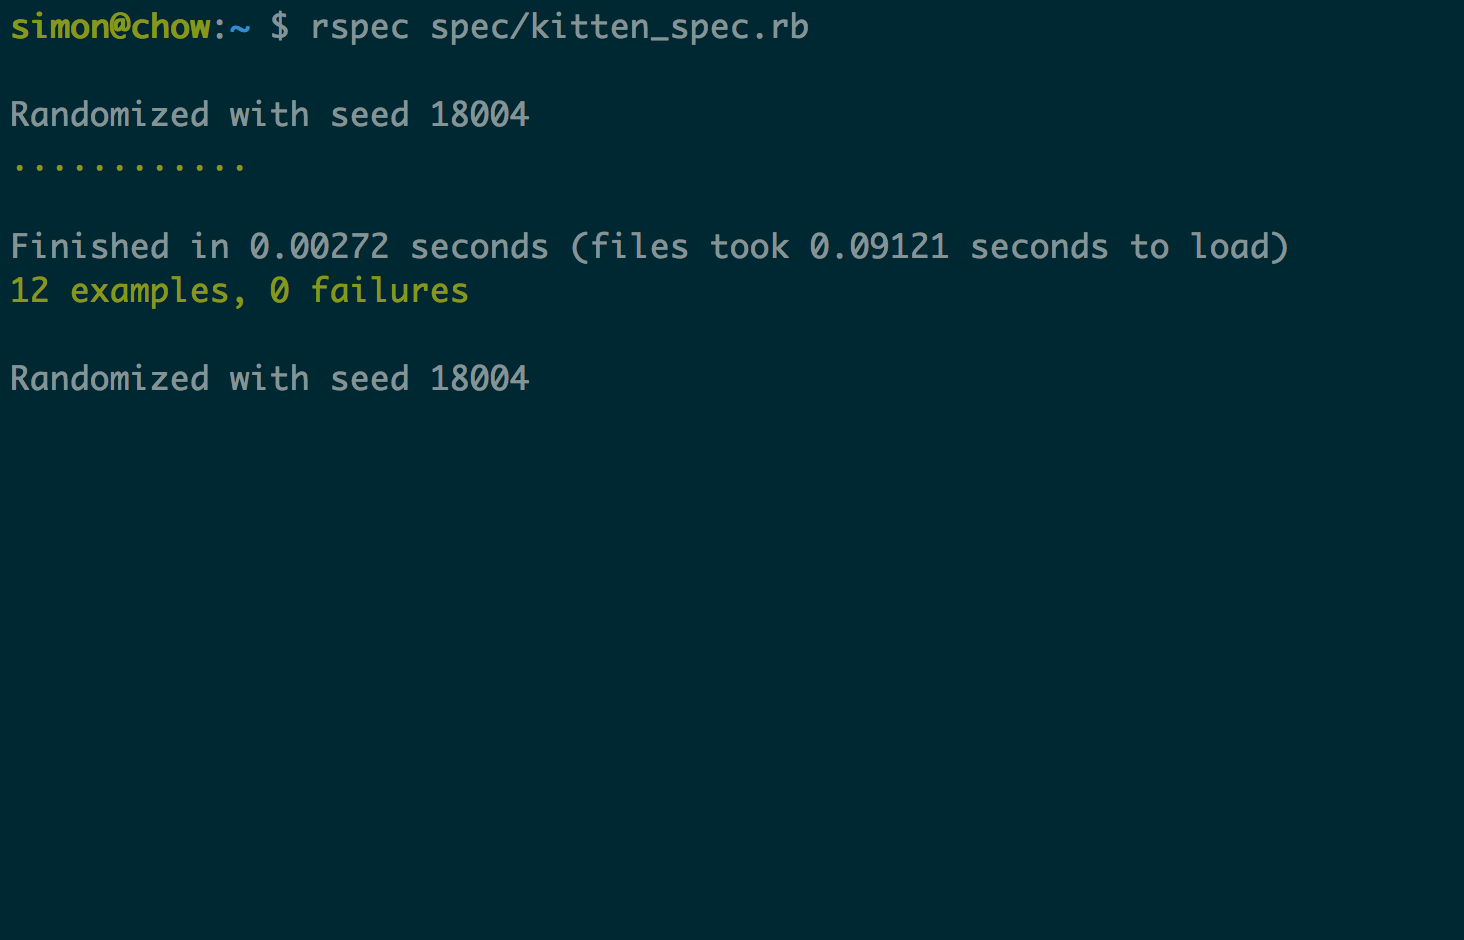 simon@chow:~ $ rspec spec/kitten_spec.rb
Randomized with seed 18004
............
Finished in 0.00272 seconds (files took 0.09121 seconds to load)
12 examples, 0 failures
Randomized with seed 18004